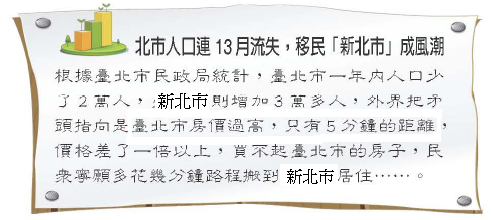 北市人口連 13 月流失，移民「新北市」成風潮
根據臺北市民政局統計，臺北市一年內人口少
了 2 萬人，新北市則增加 3 萬多人，外界把矛
頭指向是臺北市房價過高，只有 5 分鐘的距離，
價格差了一倍以上，買不起臺北市的房子，民
眾寧願多花幾分鐘路程搬到 新北市居住……。